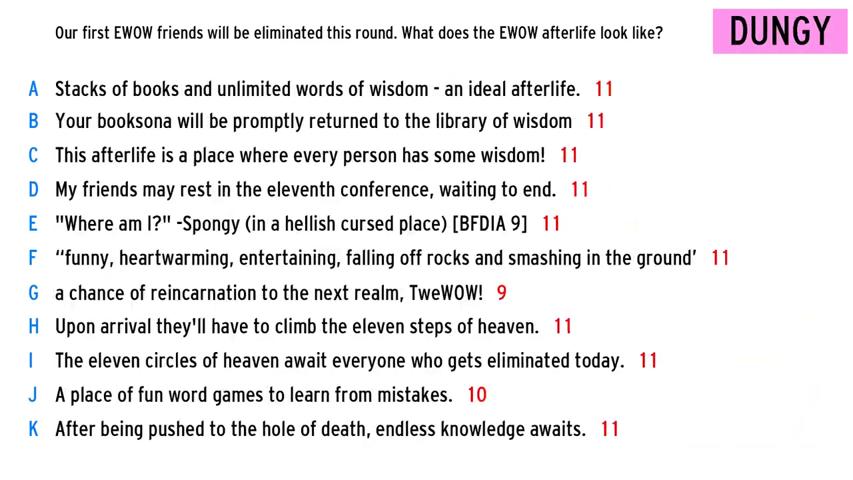 Our first EWOW friends will be eliminated this round. What does the EWOW afterlife look like?
DUNGY
A Stacks of books and unlimited words of wisdom - an ideal afterlife. 11
B Your booksona will be promptly returned to the library of wisdom 11
C This afterlife is a place where every person has some wisdom! 11
D My friends may rest in the eleventh conference, waiting to end. 11
E "Where am I?" -Spongy (in a hellish cursed place) [BFDIA 9] 11
F “funny, heartwarming, entertaining, falling off rocks and smashing in the ground’ 11
G a chance of reincarnation to the next realm, TweWOW! 9
H Upon arrival they'll have to climb the eleven steps of heaven. 11
I The eleven circles of heaven await everyone who gets eliminated today. 11
J A place of fun word games to learn from mistakes. 10
K After being pushed to the hole of death, endless knowledge awaits. 11